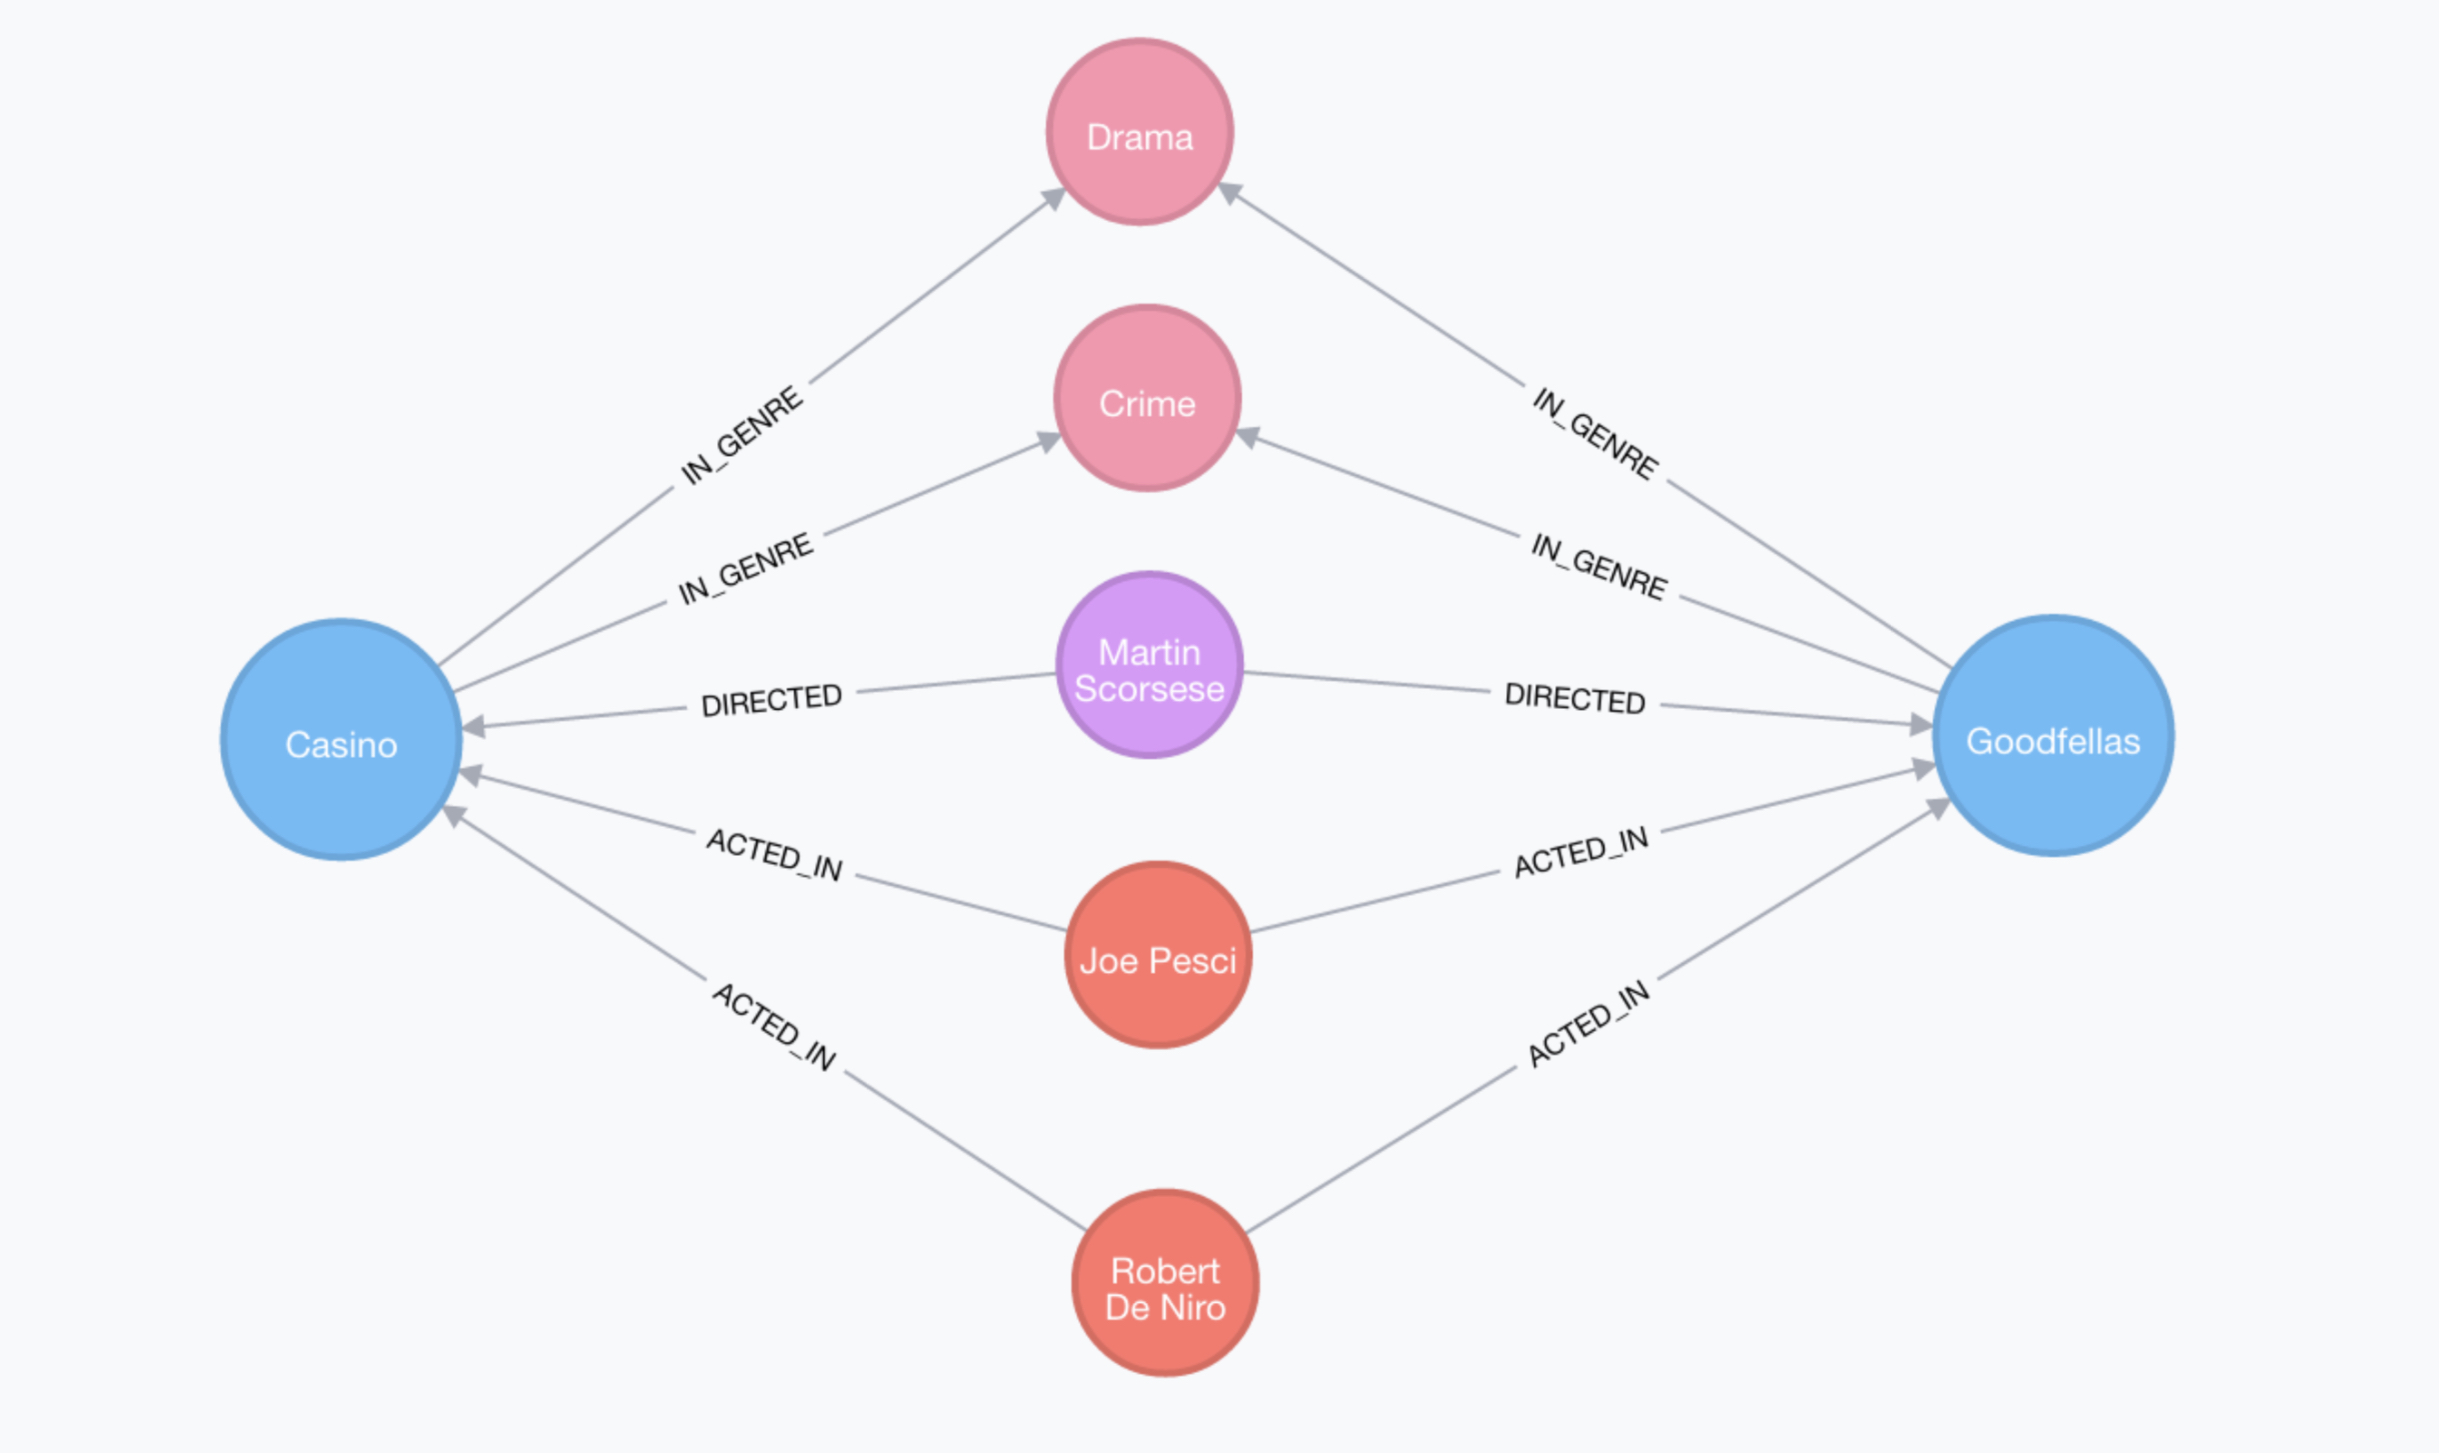 Drama
IN_GENRE
IN_GENRE
Crime
IN_GENRE
IN_GENRE
Martin
Scorsese
DIRECTED
DIRECTED
Casino
Goodfellas
ACTED_IN
ACTED_IN
Joe Pesci
ACTED_IN
ACTED_IN
Robert
De Niro